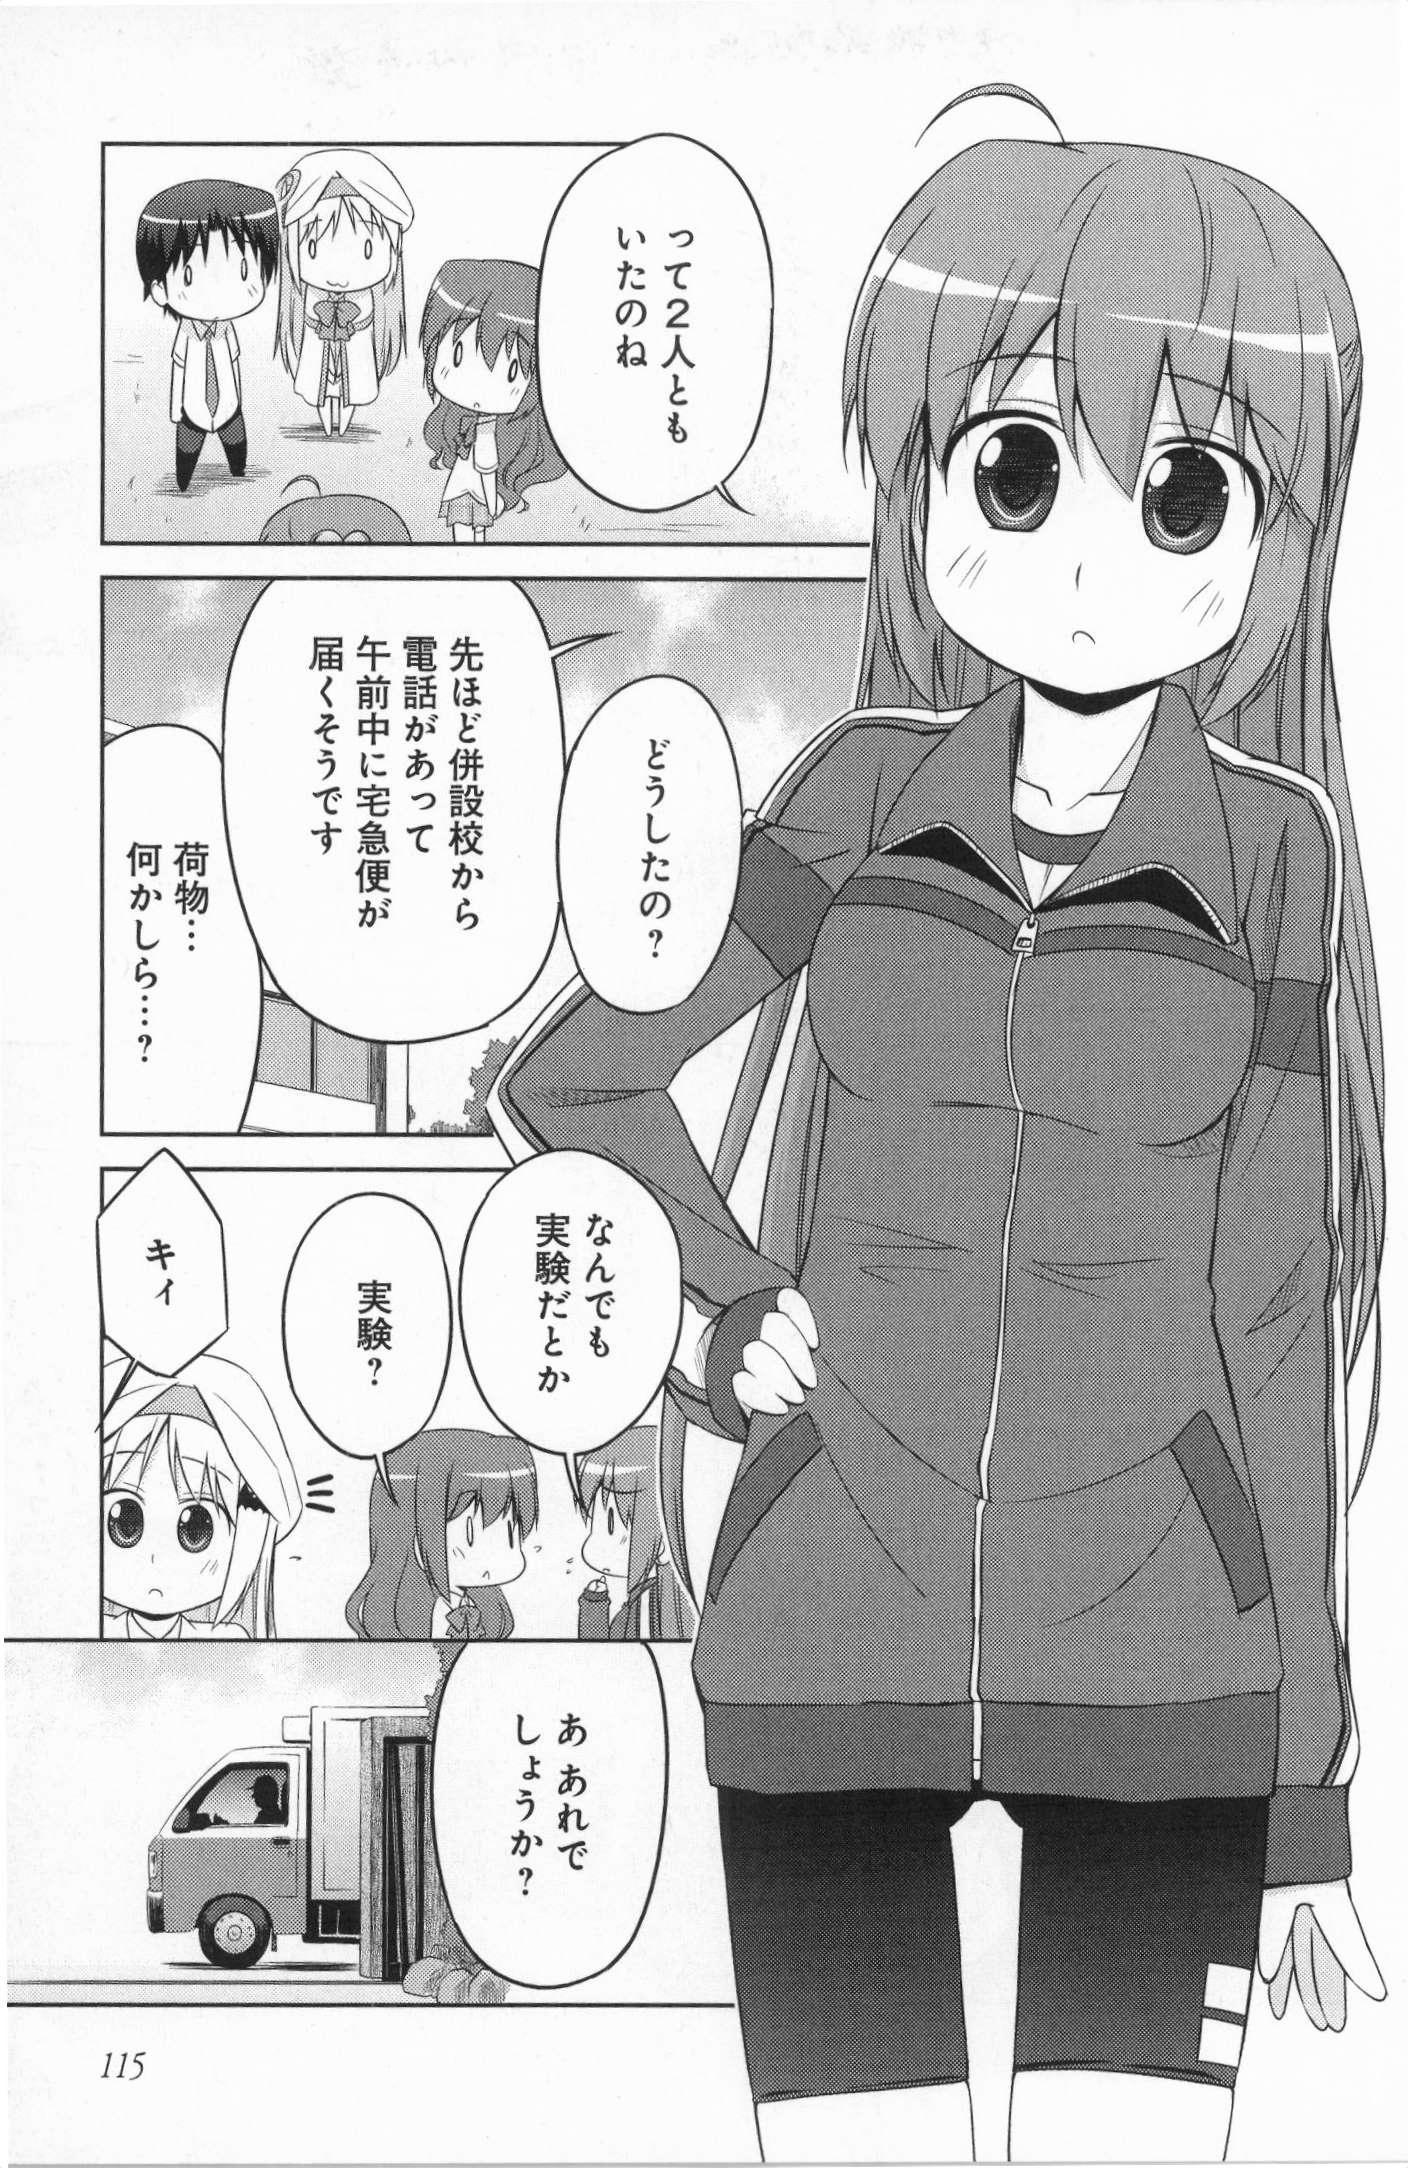 って2人とも
いたのね
どうしたの?
先ほど併設校から
電話があって
午前中に宅急便が
届くそうです
荷物…
何かしら…?
なんでも
実験だとか
実験?
キィ
あ あれで
しょうか?
115